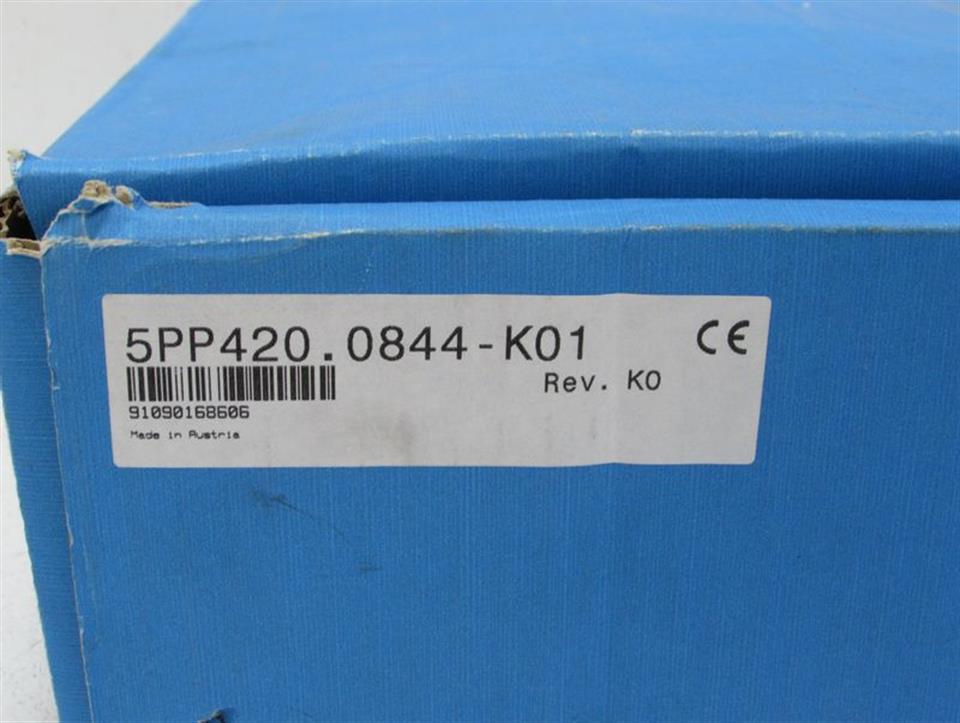 5PP420.0844-K01 CE
Rev. K0
91090168606
Made in Austria